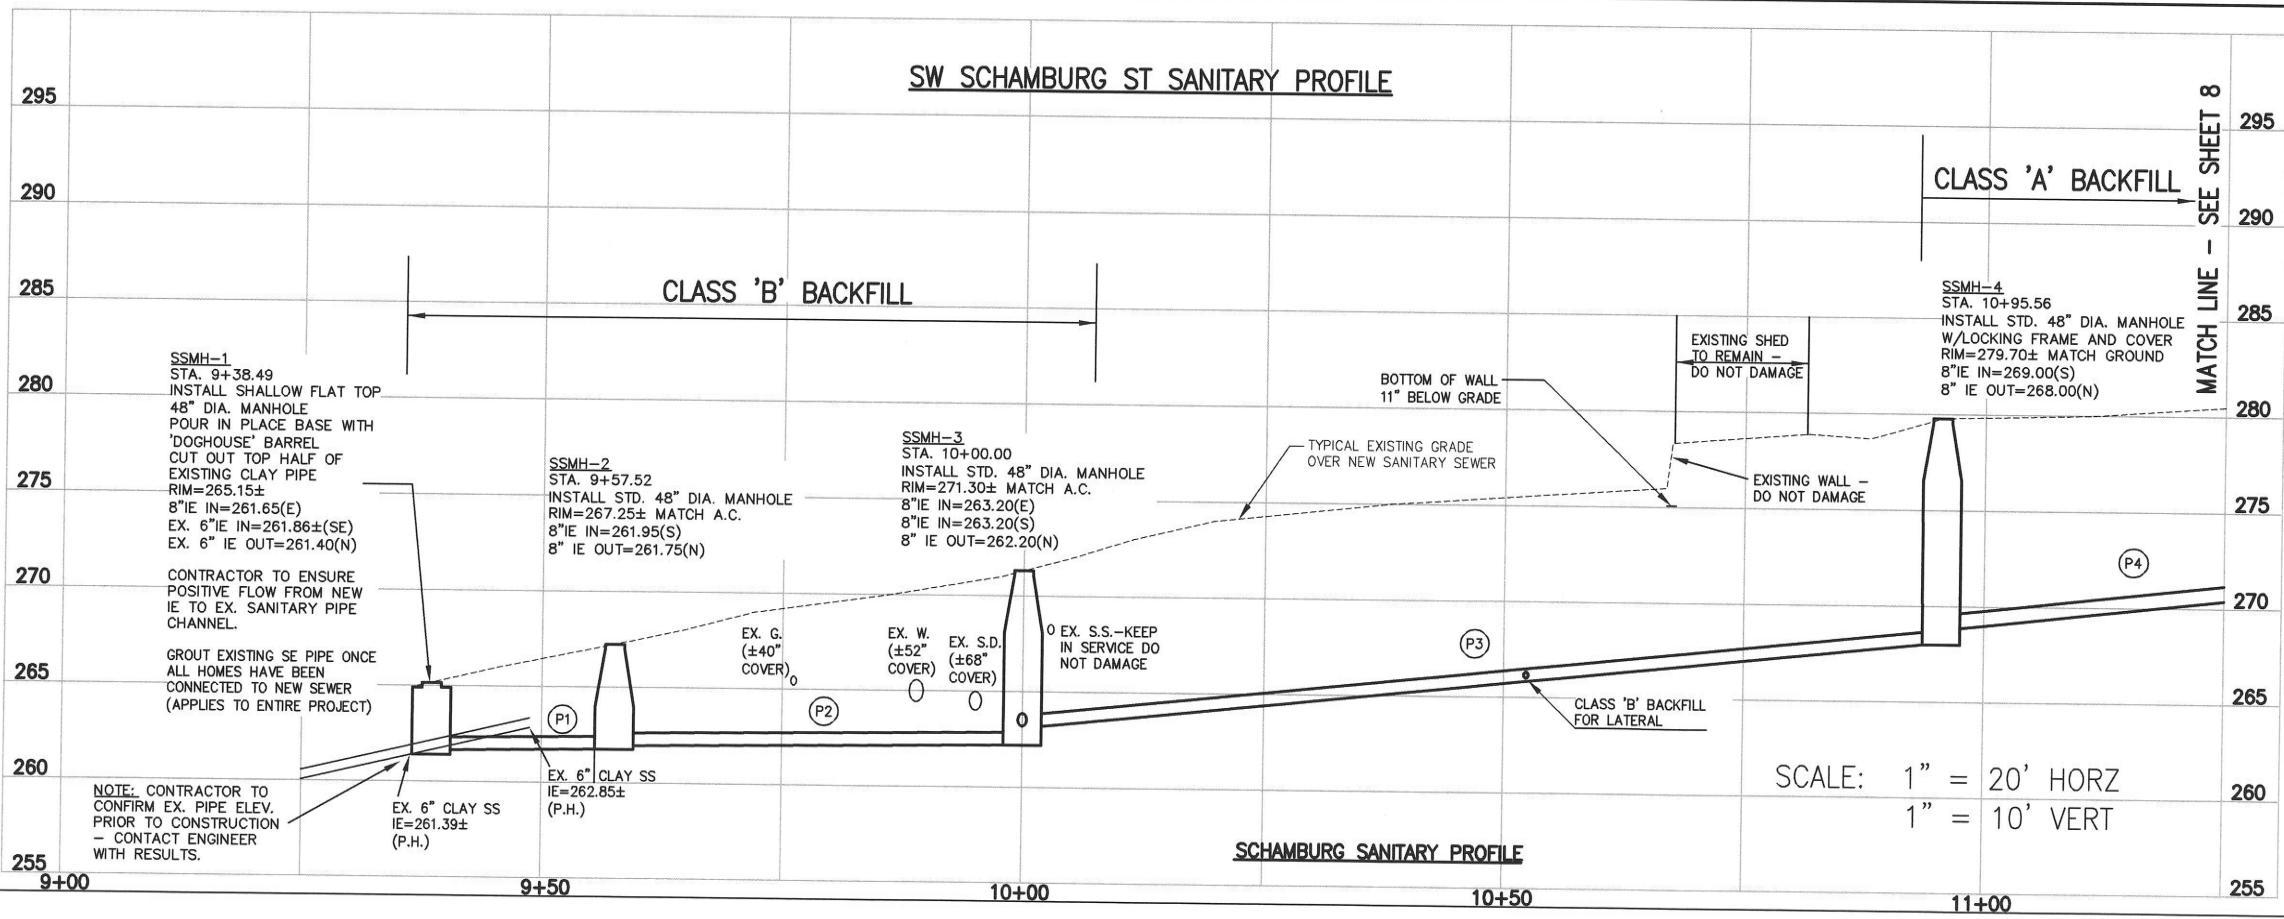 SW SCHAMBURG ST SANITARY PROFILE
295
290
285
280
275
270
265
260
255
CLASS 'B' BACKFILL
SSMH-1
STA. 9+38.49
INSTALL SHALLOW FLAT TOP
48" DIA. MANHOLE
POUR IN PLACE BASE WITH
'DOGHOUSE' BARREL
CUT OUT TOP HALF OF
EXISTING CLAY PIPE
RIM=265.15±
8"IE IN=261.65(E)
EX. 6"IE IN=261.86±(SE)
EX. 6" IE OUT=261.40(N)
CONTRACTOR TO ENSURE
POSITIVE FLOW FROM NEW
IE TO EX. SANITARY PIPE
CHANNEL.
GROUT EXISTING SE PIPE ONCE
ALL HOMES HAVE BEEN
CONNECTED TO NEW SEWER
(APPLIES TO ENTIRE PROJECT)
NOTE: CONTRACTOR TO
CONFIRM EX. PIPE ELEV.
PRIOR TO CONSTRUCTION
- CONTACT ENGINEER
WITH RESULTS.
EX. 6" CLAY SS
IE=261.39±
(P.H.)
P1
EX. 6" CLAY SS
IE=262.85±
(P.H.)
SSMH-2
STA. 9+57.52
INSTALL STD. 48" DIA. MANHOLE
RIM=267.25± MATCH A.C.
8"IE IN=261.95(S)
8" IE OUT=261.75(N)
EX. G.
(±40"
COVER)
P2
EX. W.
(±52"
COVER)
EX. S.D.
(±68"
COVER)
SSMH-3
STA. 10+00.00
INSTALL STD. 48" DIA. MANHOLE
RIM=271.30± MATCH A.C.
8"IE IN=263.20(E)
8"IE IN=263.20(S)
8" IE OUT=262.20(N)
EX. S.S.-KEEP
IN SERVICE DO
NOT DAMAGE
TYPICAL EXISTING GRADE
OVER NEW SANITARY SEWER
BOTTOM OF WALL
11" BELOW GRADE
EXISTING SHED
TO REMAIN -
DO NOT DAMAGE
EXISTING WALL -
DO NOT DAMAGE
P3
CLASS 'B' BACKFILL
FOR LATERAL
CLASS 'A' BACKFILL
SSMH-4
STA. 10+95.56
INSTALL STD. 48" DIA. MANHOLE
W/LOCKING FRAME AND COVER
RIM=279.70± MATCH GROUND
8"IE IN=269.00(S)
8" IE OUT=268.00(N)
P4
MATCH LINE - SEE SHEET 8
295
290
285
280
275
270
265
260
255
SCALE: 1" = 20' HORZ
1" = 10' VERT
SCHAMBURG SANITARY PROFILE
9+00
9+50
10+00
10+50
11+00